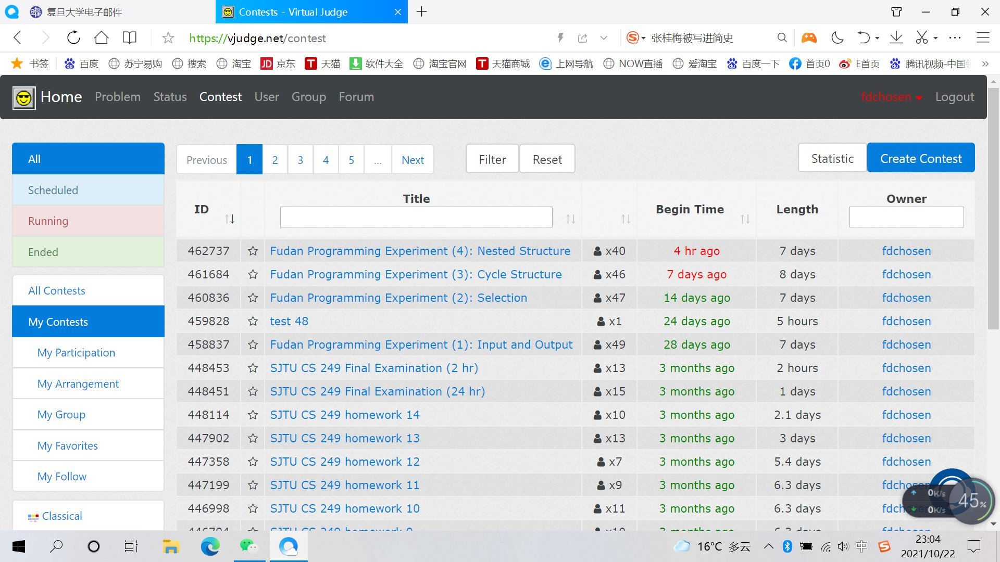 复旦大学电子邮件
Contests - Virtual Judge
https://vjudge.net/contest
张桂梅被写进简史
书签 百度 苏宁易购 搜索 淘宝 JD 京东 T 天猫 软件大全 淘宝官网 T 天猫商城 上网导航 NOW直播 爱淘宝 百度一下 首页0 E首页 腾讯视频-中国
Home Problem Status Contest User Group Forum fdchosen Logout
All
Scheduled
Running
Ended
All Contests
My Contests
My Participation
My Arrangement
My Group
My Favorites
My Follow
Classical
Previous 1 2 3 4 5 ... Next Filter Reset Statistic Create Contest
ID Title Begin Time Length Owner
462737 Fudan Programming Experiment (4): Nested Structure x40 4 hr ago 7 days fdchosen
461684 Fudan Programming Experiment (3): Cycle Structure x46 7 days ago 8 days fdchosen
460836 Fudan Programming Experiment (2): Selection x47 14 days ago 7 days fdchosen
459828 test 48 x1 24 days ago 5 hours fdchosen
458837 Fudan Programming Experiment (1): Input and Output x49 28 days ago 7 days fdchosen
448453 SJTU CS 249 Final Examination (2 hr) x13 3 months ago 2 hours fdchosen
448451 SJTU CS 249 Final Examination (24 hr) x15 3 months ago 1 days fdchosen
448114 SJTU CS 249 homework 14 x10 3 months ago 2.1 days fdchosen
447902 SJTU CS 249 homework 13 x13 3 months ago 3 days fdchosen
447358 SJTU CS 249 homework 12 x7 3 months ago 5.4 days fdchosen
447199 SJTU CS 249 homework 11 x9 3 months ago 6.3 days fdchosen
446998 SJTU CS 249 homework 10 x11 3 months ago 6.3 days
0K/s
0K/s
45%
16°C 多云 中
23:04
2021/10/22